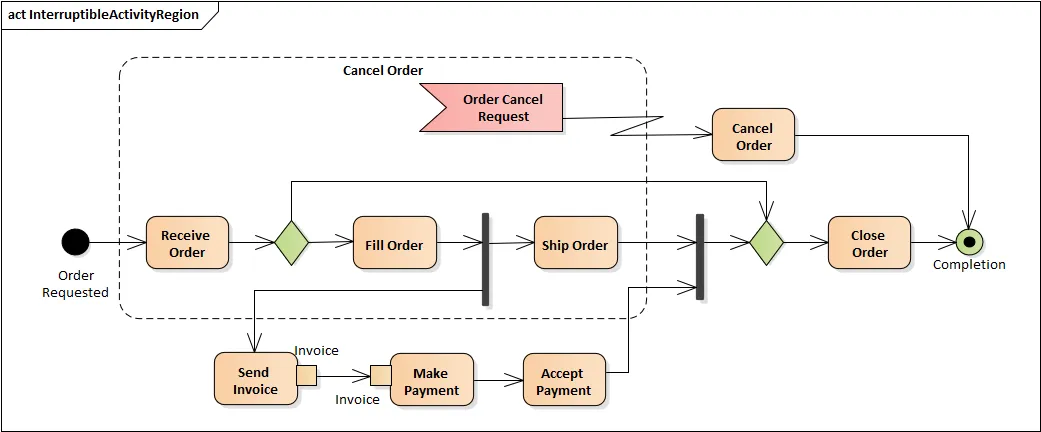 act InterruptibleActivityRegion
Cancel Order
Order Cancel
Request
Cancel
Order
Receive
Order
Fill Order
Ship Order
Close
Order
Order
Requested
Completion
Invoice
Send
Invoice
Invoice
Make
Payment
Accept
Payment